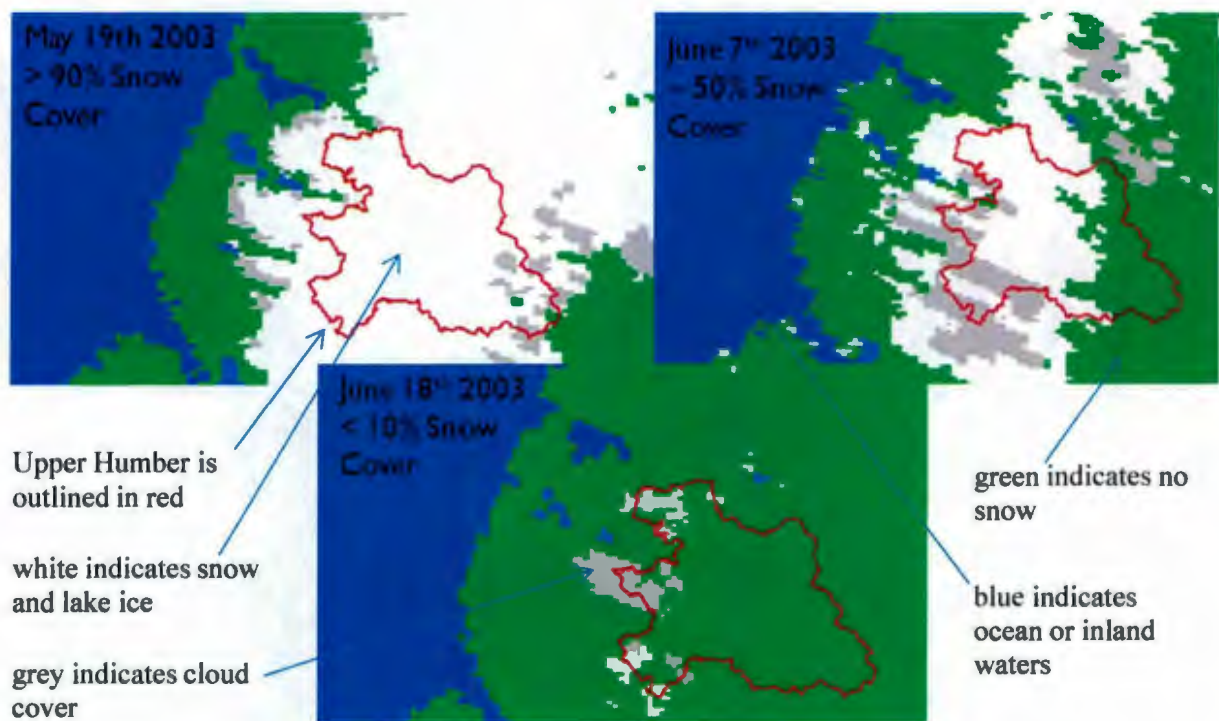 May 19th 2003
> 90% Snow
Cover
June 7th 2003
~ 50% Snow
Cover
June 18th 2003
< 10% Snow
Cover
Upper Humber is
outlined in red
white indicates snow
and lake ice
grey indicates cloud
cover
green indicates no
snow
blue indicates
ocean or inland
waters